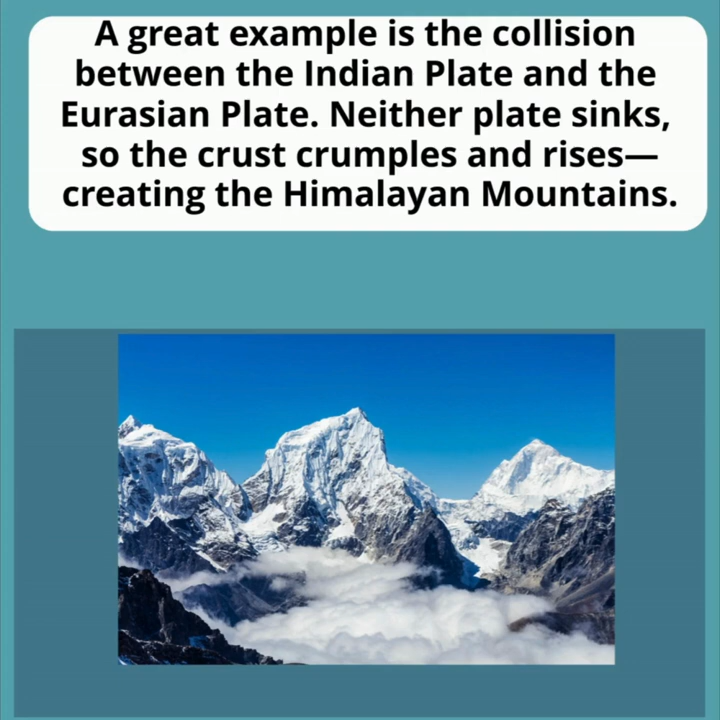 A great example is the collision
between the Indian Plate and the
Eurasian Plate. Neither plate sinks,
so the crust crumples and rises—
creating the Himalayan Mountains.